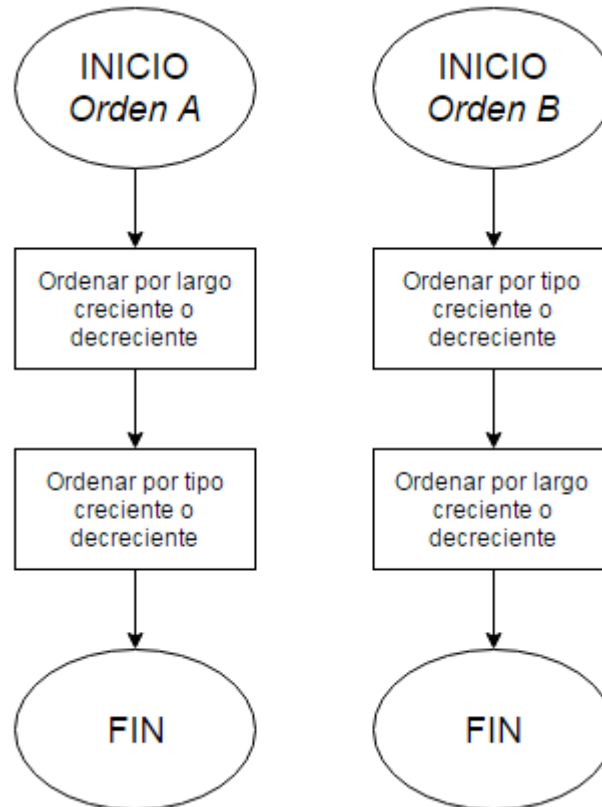 INICIO
Orden A
Ordenar por largo
creciente o
decreciente
Ordenar por tipo
creciente o
decreciente
FIN
INICIO
Orden B
Ordenar por tipo
creciente o
decreciente
Ordenar por largo
creciente o
decreciente
FIN